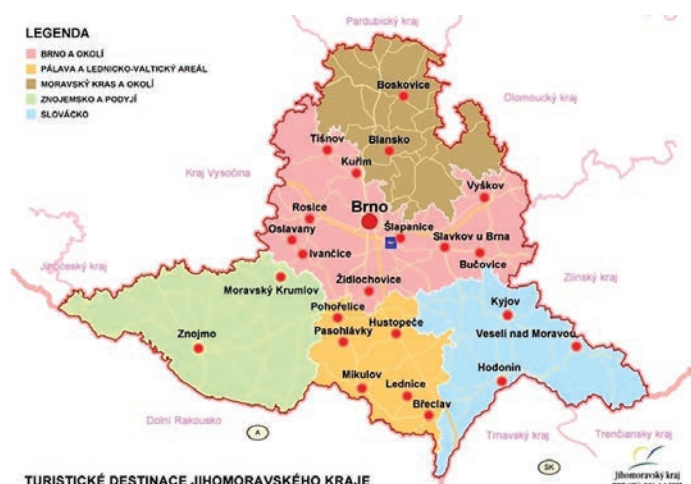 Pardubický kraj
LEGENDA
BRNO A OKOLÍ
PÁLAVA A LEDNICKO-VALTICKÝ AREÁL
MORAVSKÝ KRAS A OKOLÍ
ZNOJEMSKO A PODYJÍ
SLOVÁCKO
Boskovice
Olomoucký kraj
Tišnov
Blansko
Kuřim
Kraj Vysočina
Vyškov
Rosice
Brno
Oslavany
Šlapanice
Slavkov u Brna
Ivančice
Bučovice
Jihočeský kraj
Zlínský kraj
Židlochovice
Moravský Krumlov
Kyjov
Pohořelice
Hustopeče
Pasohlávky
Veselí nad Moravou
Znojmo
Mikulov
Hodonín
Lednice
Břeclav
Dolní Rakousko
Trnavský kraj
Trenčiansky kraj
A
SK
Jihomoravský kraj
TURISTICKÉ DESTINACE JIHOMORAVSKÉHO KRAJE